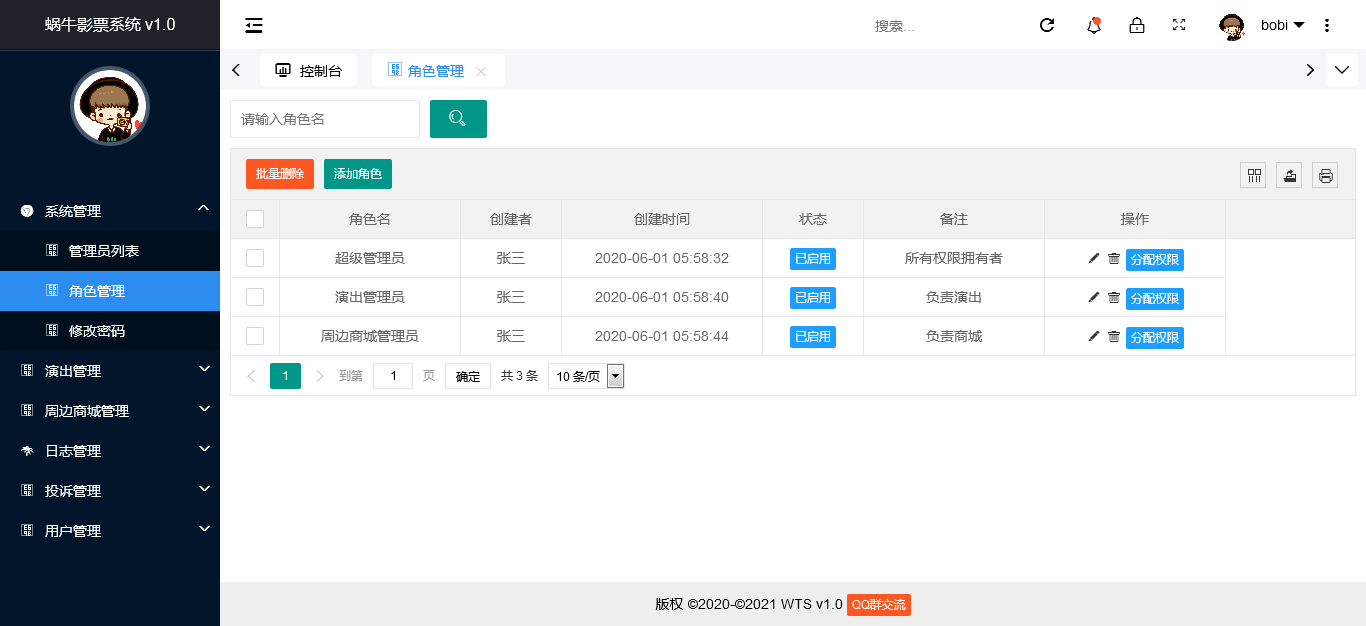 蜗牛影票系统 v1.0
搜索...
bobi
控制台
角色管理
请输入角色名
系统管理
管理员列表
角色管理
修改密码
演出管理
周边商城管理
日志管理
投诉管理
用户管理
批量删除 添加角色
角色名 创建者 创建时间 状态 备注 操作
超级管理员 张三 2020-06-01 05:58:32 已启用 所有权限拥有者 分配权限
演出管理员 张三 2020-06-01 05:58:40 已启用 负责演出 分配权限
周边商城管理员 张三 2020-06-01 05:58:44 已启用 负责商城 分配权限
1 到第 1 页 确定 共 3 条 10 条/页
版权 ©2020-©2021 WTS v1.0 QQ群交流